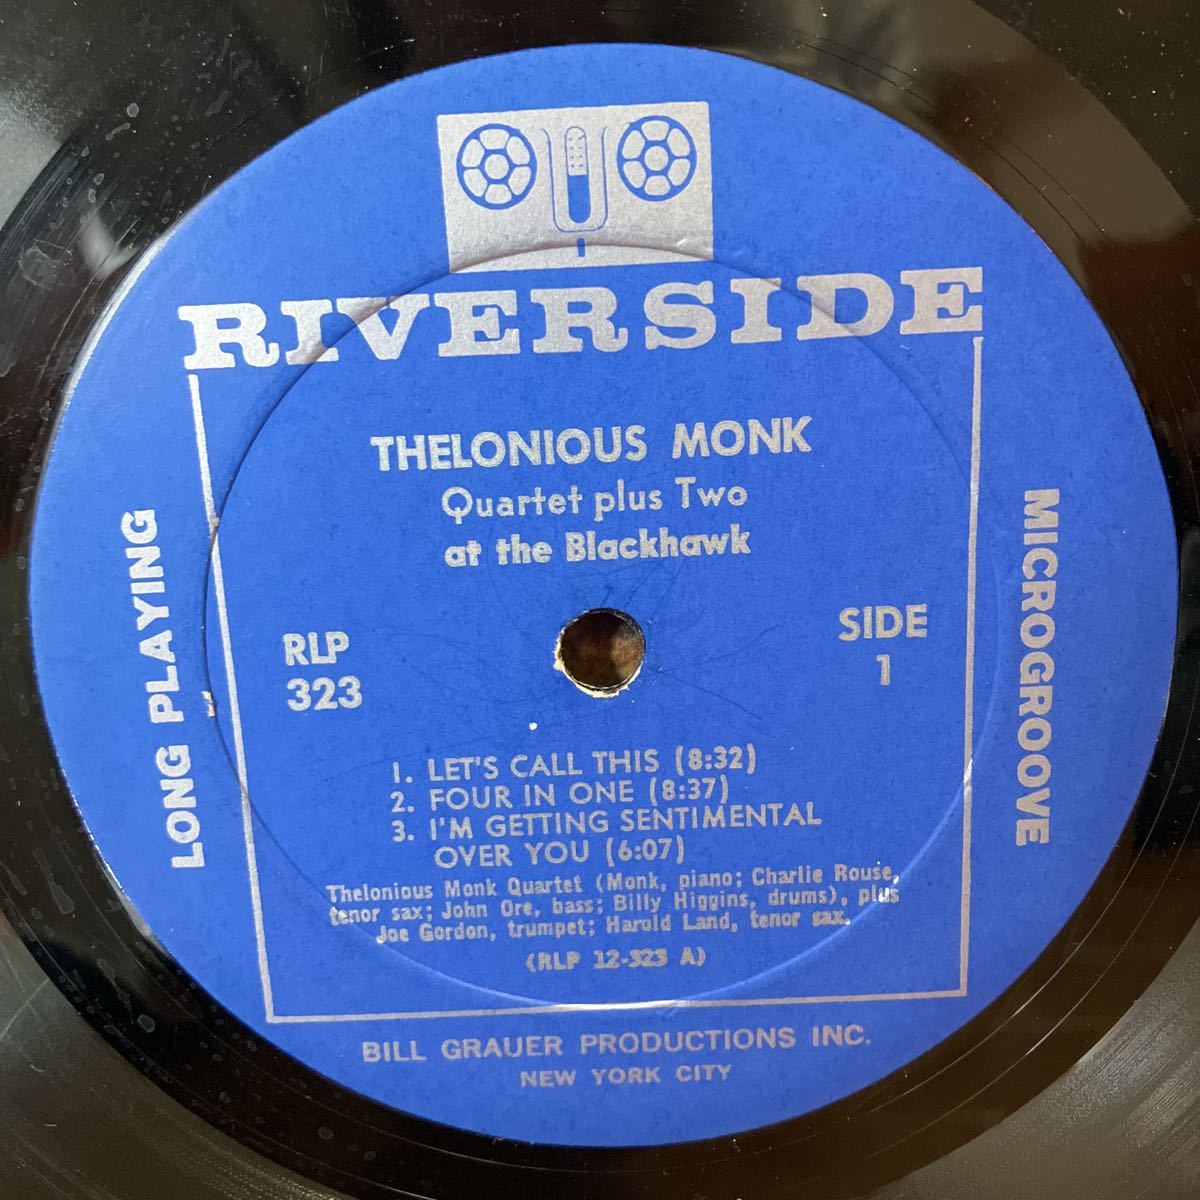 RIVERSIDE
THELONIOUS MONK
Quartet plus Two
at the Blackhawk
LONG PLAYING
MICROGROOVE
RLP
323
SIDE
1
1. LET'S CALL THIS (8:32)
2. FOUR IN ONE (8:37)
3. I'M GETTING SENTIMENTAL
OVER YOU (6:07)
Thelonious Monk Quartet (Monk, piano; Charlie Rouse,
tenor sax; John Ore, bass; Billy Higgins, drums), plus
Joe Gordon, trumpet; Harold Land, tenor sax.
(RLP 12-323 A)
BILL GRAUER PRODUCTIONS INC.
NEW YORK CITY